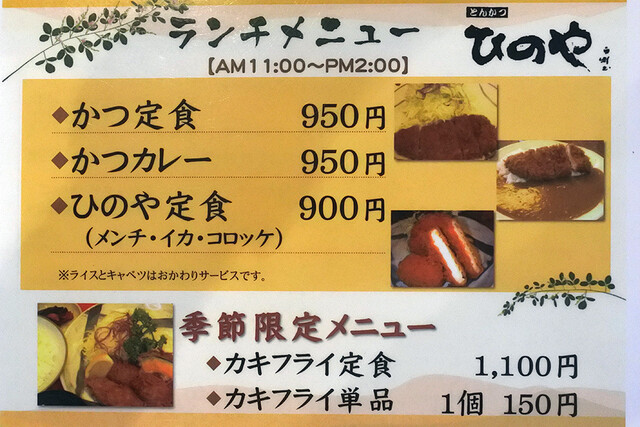 ランチメニュー
とんかつ
ひのや
【AM11:00～PM2:00】
◆かつ定食 950円
◆かつカレー 950円
◆ひのや定食 900円
（メンチ・イカ・コロッケ）
※ライスとキャベツはおかわりサービスです。
季節限定メニュー
◆カキフライ定食 1,100円
◆カキフライ単品 1個 150円